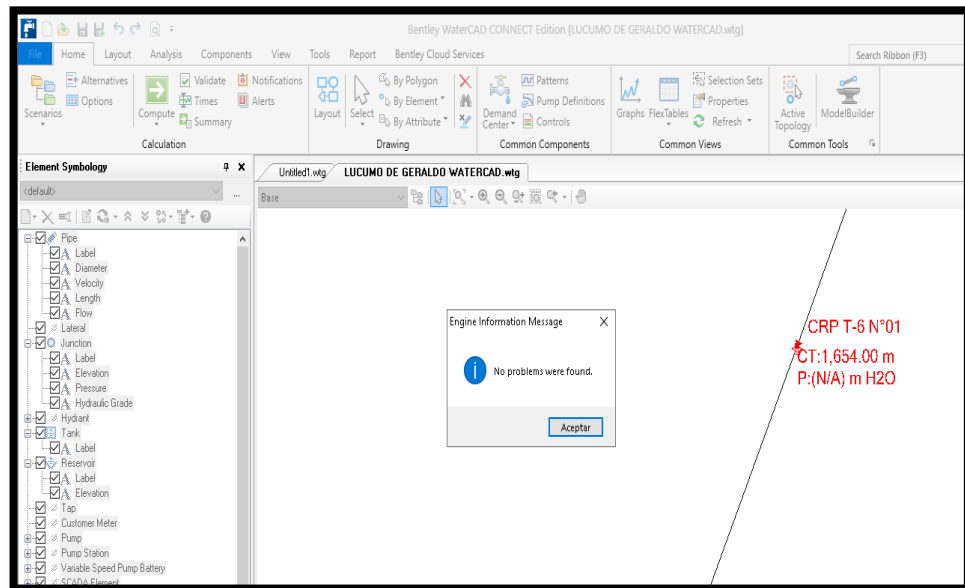 Bentley WaterCAD CONNECT Edition [LUCUMO DE GERALDO WATERCAD.wtg]
File Home Layout Analysis Components View Tools Report Bentley Cloud Services Search Ribbon (F3)
Scenarios
Alternatives
Options
Compute
Validate
Times
Summary
Notifications
Alerts
Calculation
Layout
Select
By Polygon
By Element
By Attribute
Drawing
Demand Center
Patterns
Pump Definitions
Controls
Common Components
Graphs
FlexTables
Selection Sets
Properties
Refresh
Common Views
Active Topology
ModelBuilder
Common Tools
Element Symbology
<default>
...
Pipe
Label
Diameter
Velocity
Length
Flow
Lateral
Junction
Label
Elevation
Pressure
Hydraulic Grade
Hydrant
Tank
Label
Reservoir
Label
Elevation
Tap
Customer Meter
Pump
Pump Station
Variable Speed Pump Battery
SCADA Element
Untitled1.wtg LUCUMO DE GERALDO WATERCAD.wtg
Base
Engine Information Message
No problems were found.
Aceptar
CRP T-6 N°01
CT:1,654.00 m
P:(N/A) m H2O